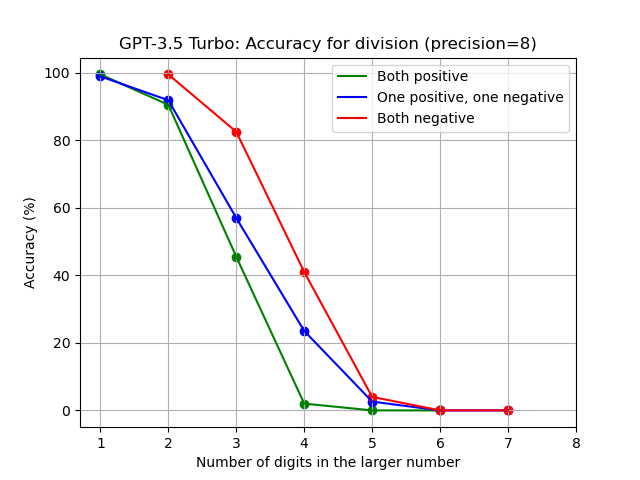 GPT-3.5 Turbo: Accuracy for division (precision=8)
Both positive
One positive, one negative
Both negative
Accuracy (%)
100
80
60
40
20
0
1 2 3 4 5 6 7 8
Number of digits in the larger number